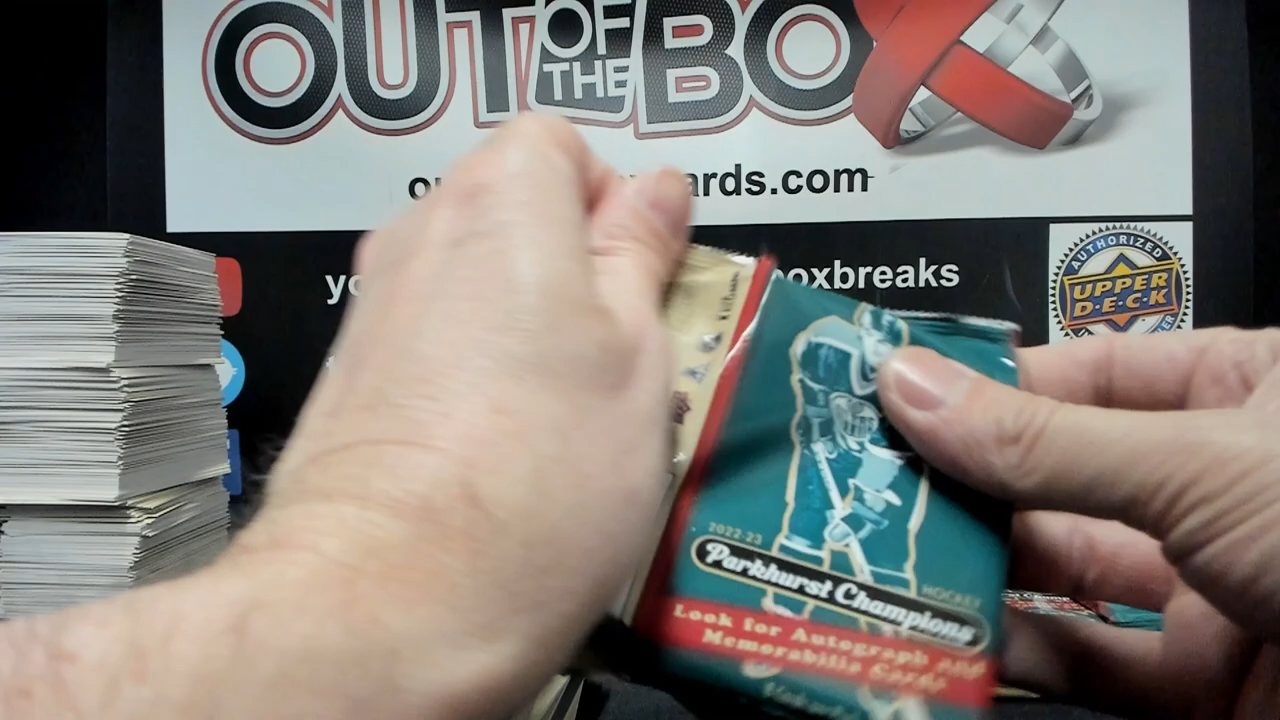 OUT OF THE BOX
ards.com
yo oxbreaks
AUTHORIZED
UPPER
D·E·C·K
2022-23
Parkhurst Champions
HOCKEY
Look for Autograph and
Memorabilia Cards